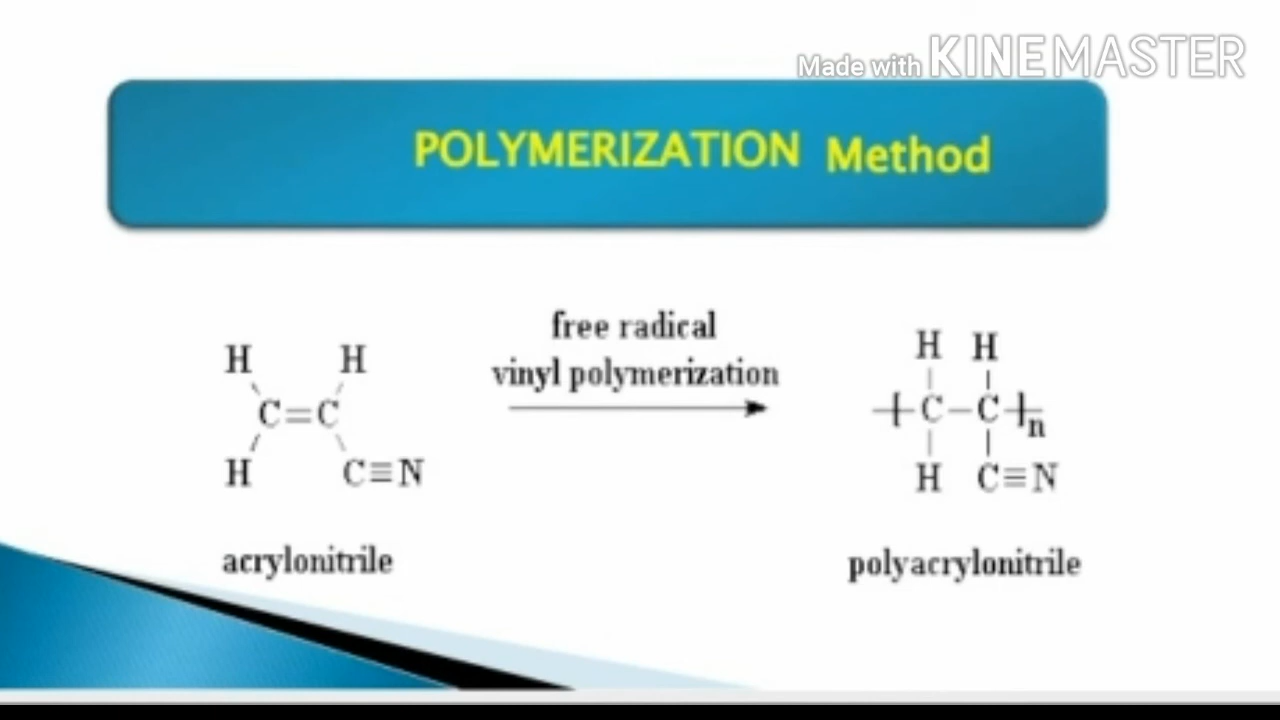 Made with KINEMASTER
POLYMERIZATION Method
free radical
vinyl polymerization
H H
C=C
H C≡N
H H
C-C n
H C≡N
acrylonitrile
polyacrylonitrile